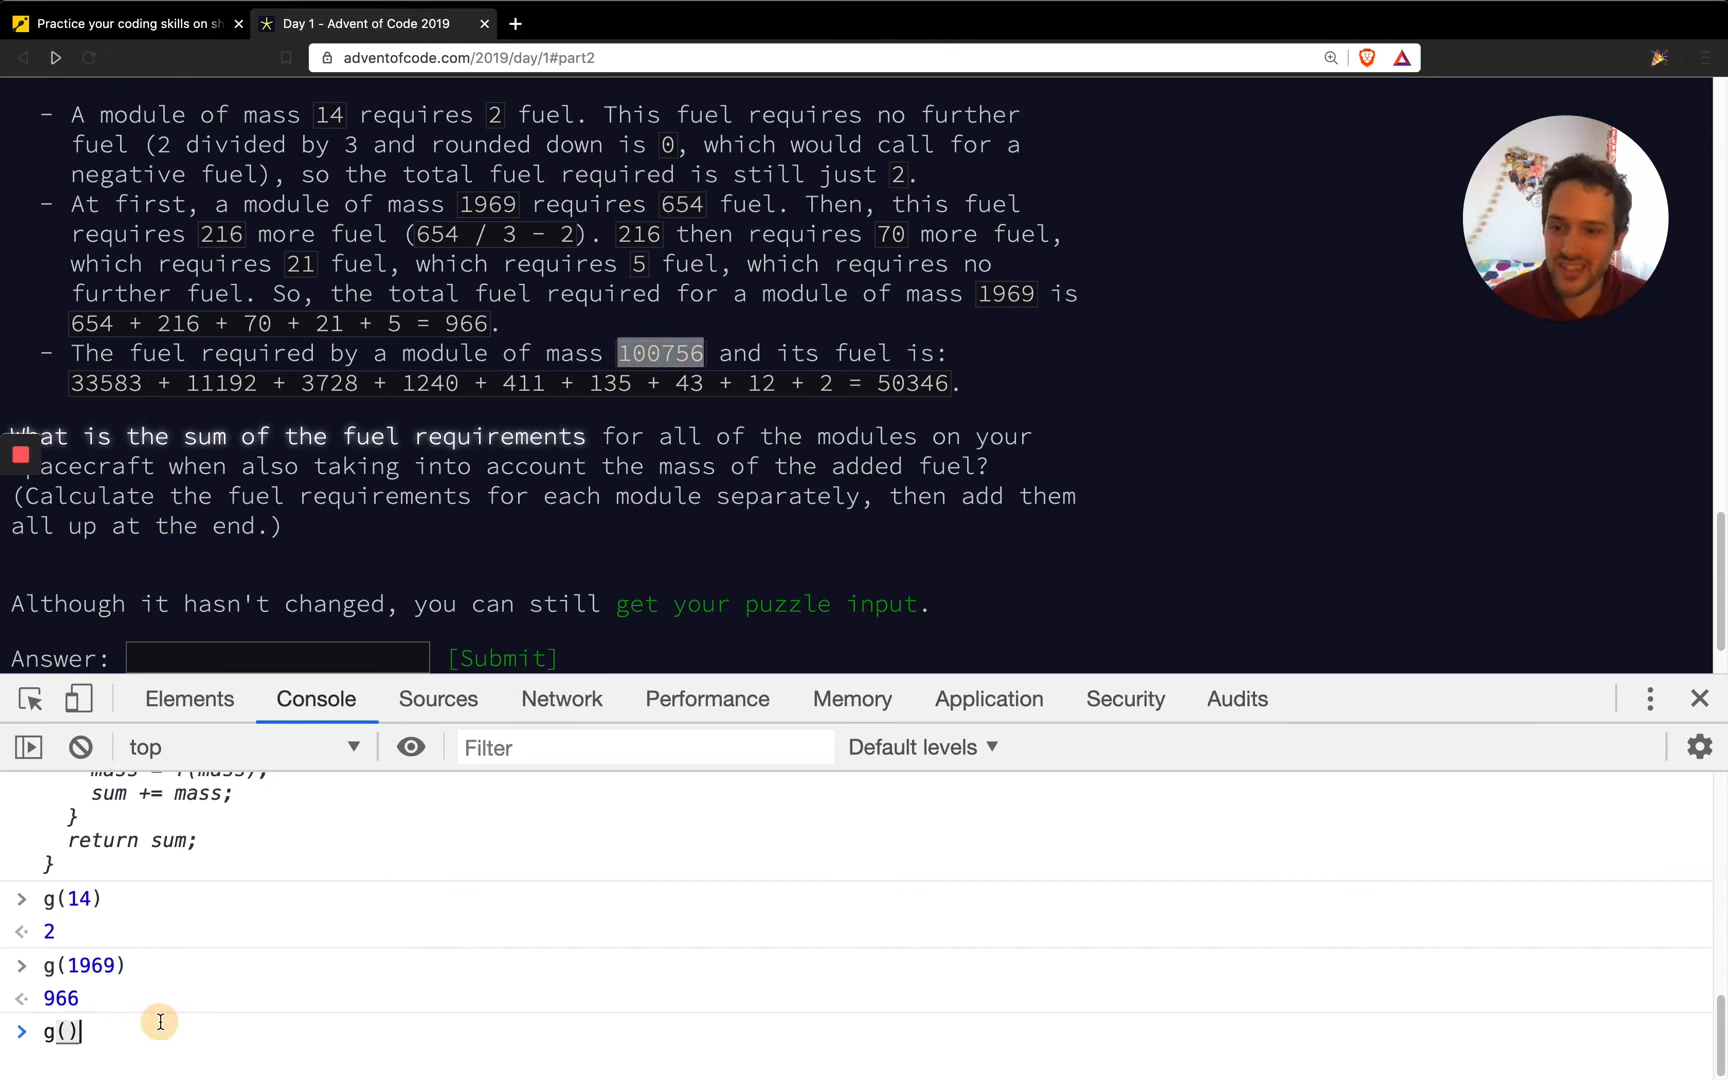 Practice your coding skills on sh
Day 1 - Advent of Code 2019
adventofcode.com/2019/day/1#part2
- A module of mass 14 requires 2 fuel. This fuel requires no further
fuel (2 divided by 3 and rounded down is 0, which would call for a
negative fuel), so the total fuel required is still just 2.
- At first, a module of mass 1969 requires 654 fuel. Then, this fuel
requires 216 more fuel (654 / 3 - 2). 216 then requires 70 more fuel,
which requires 21 fuel, which requires 5 fuel, which requires no
further fuel. So, the total fuel required for a module of mass 1969 is
654 + 216 + 70 + 21 + 5 = 966.
- The fuel required by a module of mass 100756 and its fuel is:
33583 + 11192 + 3728 + 1240 + 411 + 135 + 43 + 12 + 2 = 50346.
What is the sum of the fuel requirements for all of the modules on your
acecraft when also taking into account the mass of the added fuel?
(Calculate the fuel requirements for each module separately, then add them
all up at the end.)
Although it hasn't changed, you can still get your puzzle input.
Answer: [Submit]
Elements Console Sources Network Performance Memory Application Security Audits
top Filter Default levels
mass = f(mass);
sum += mass;
}
return sum;
}
> g(14)
2
> g(1969)
966
> g()